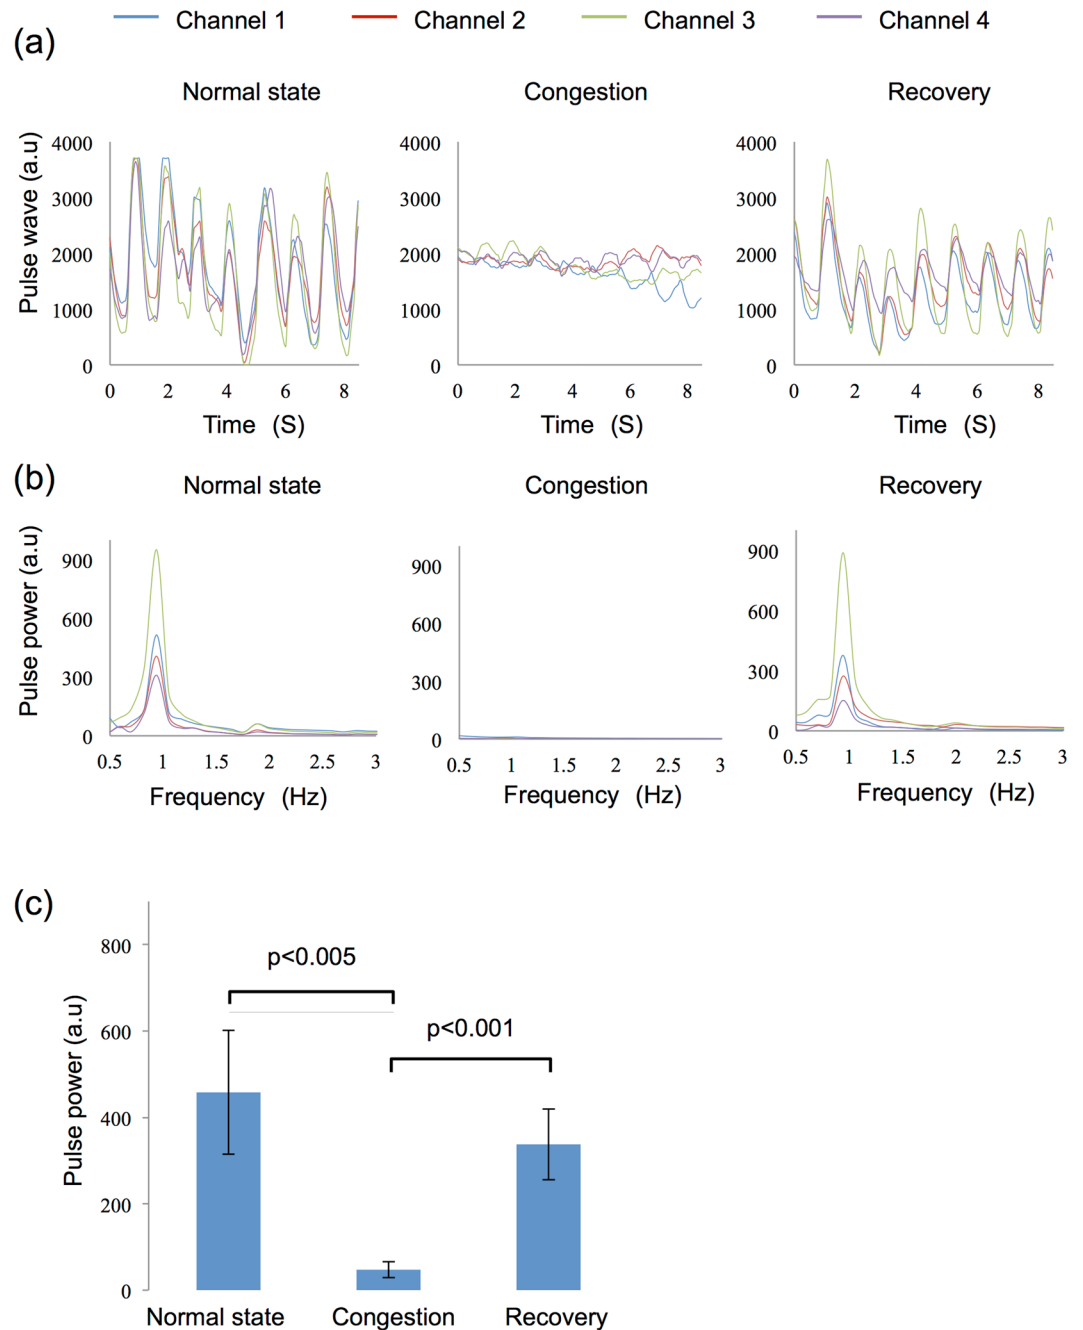 Channel 1 Channel 2 Channel 3 Channel 4
(a)
Normal state Congestion Recovery
Pulse wave (a.u)
4000 4000 4000
3000 3000 3000
2000 2000 2000
1000 1000 1000
0 0 0
0 2 4 6 8 0 2 4 6 8 0 2 4 6 8
Time (S) Time (S) Time (S)
(b)
Normal state Congestion Recovery
Pulse power (a.u)
900 900 900
600 600 600
300 300 300
0 0 0
0.5 1 1.5 2 2.5 3 0.5 1 1.5 2 2.5 3 0.5 1 1.5 2 2.5 3
Frequency (Hz) Frequency (Hz) Frequency (Hz)
(c)
Pulse power (a.u)
800
600
400
200
0
p<0.005
p<0.001
Normal state Congestion Recovery